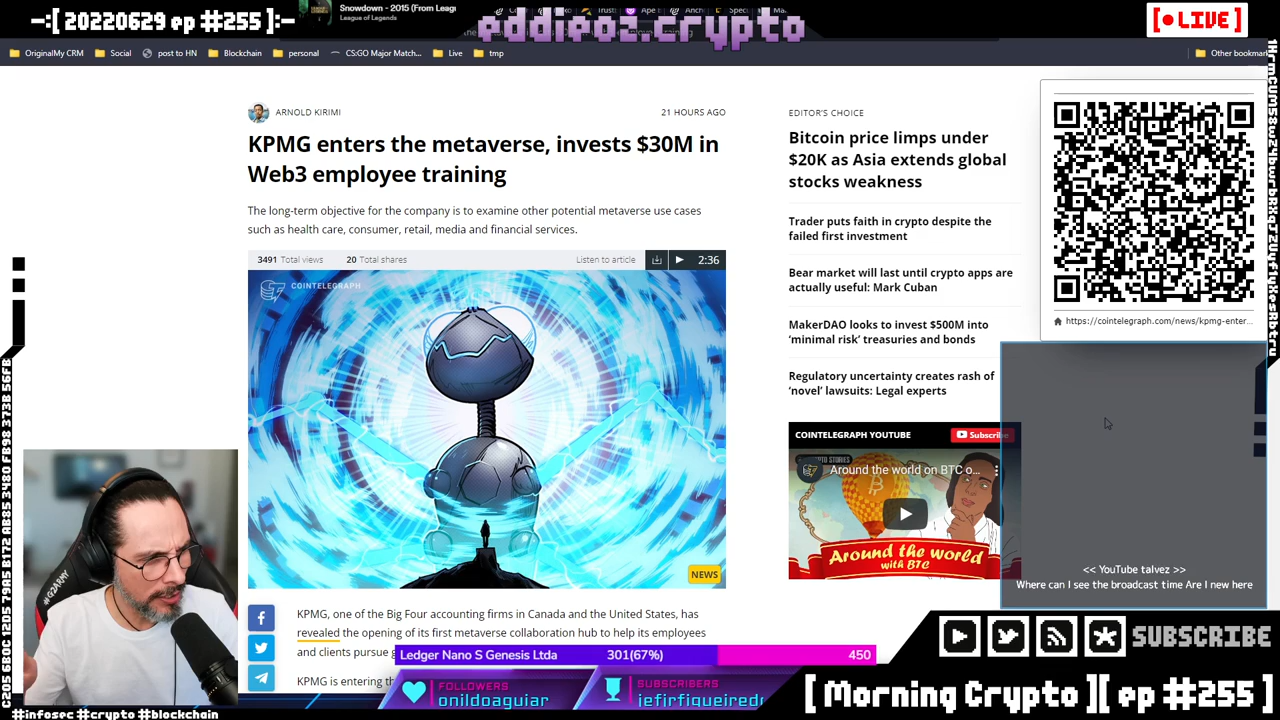 -:[ 20220629 ep #255 ]:-
Snowdown - 2015 (From Leag
League of Legends
eddieoz.crypto
[ LIVE ]
OriginalMy CRM
Social
post to HN
Blockchain
personal
CS:GO Major Match...
Live
tmp
Other bookmar
ARNOLD KIRIMI
21 HOURS AGO
KPMG enters the metaverse, invests $30M in
Web3 employee training
The long-term objective for the company is to examine other potential metaverse use cases
such as health care, consumer, retail, media and financial services.
3491 Total views
20 Total shares
Listen to article
2:36
COINTELEGRAPH
NEWS
KPMG, one of the Big Four accounting firms in Canada and the United States, has
revealed the opening of its first metaverse collaboration hub to help its employees
and clients pursue g
KPMG is entering th
EDITOR'S CHOICE
Bitcoin price limps under
$20K as Asia extends global
stocks weakness
Trader puts faith in crypto despite the
failed first investment
Bear market will last until crypto apps are
actually useful: Mark Cuban
MakerDAO looks to invest $500M into
‘minimal risk’ treasuries and bonds
Regulatory uncertainty creates rash of
‘novel’ lawsuits: Legal experts
COINTELEGRAPH YOUTUBE
Subscribe
Around the world on BTC o...
Around the world
with BTC
https://cointelegraph.com/news/kpmg-enter...
<< YouTube talvez >>
Where can I see the broadcast time Are I new here
Ledger Nano S Genesis Ltda
301(67%)
450
FOLLOWERS
onildoaguiar
SUBSCRIBERS
jefirfigueiredo
SUBSCRIBE
[ Morning Crypto ][ ep #255 ]
#infosec #crypto #blockchain